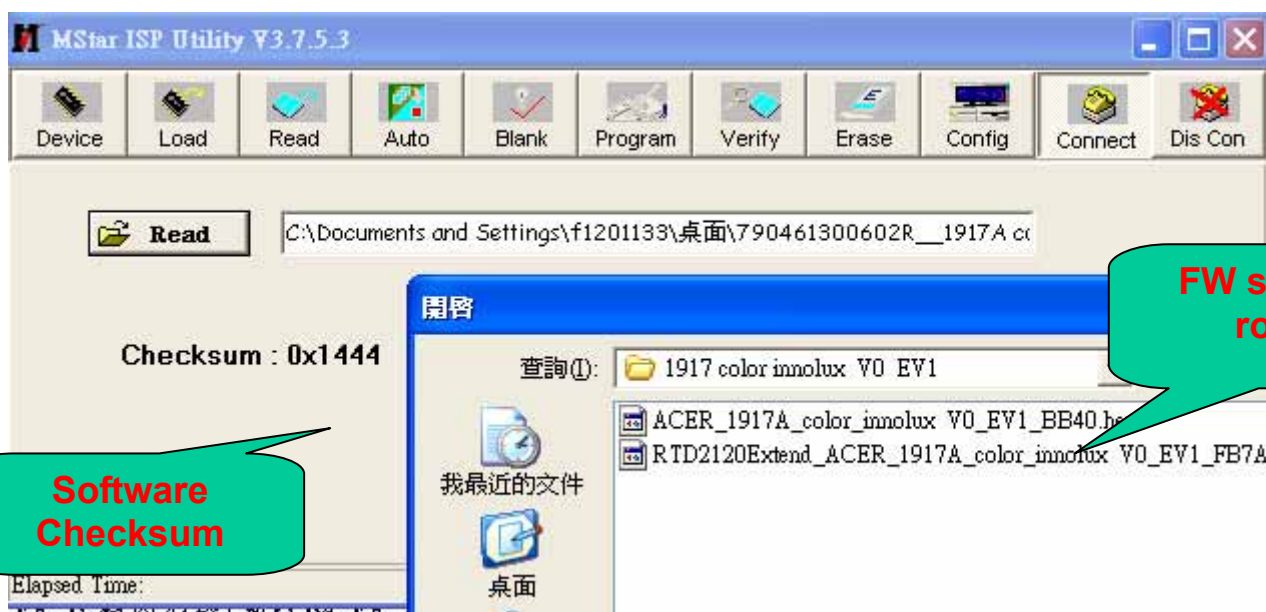 MStar ISP Utility V3.7.5.3
Device Load Read Auto Blank Program Verify Erase Config Connect Dis Con
Read C:\Documents and Settings\f1201133\桌面\790461300602R__1917A co
FW s
ro
開啓
Checksum : 0x1444
查詢(I): 1917 color innolux V0 EV1
ACER_1917A_color_innolux V0_EV1_BB40.he
RTD2120Extend_ACER_1917A_color_innolux V0_EV1_FB7A
我最近的文件
Software
Checksum
桌面
Elapsed Time: